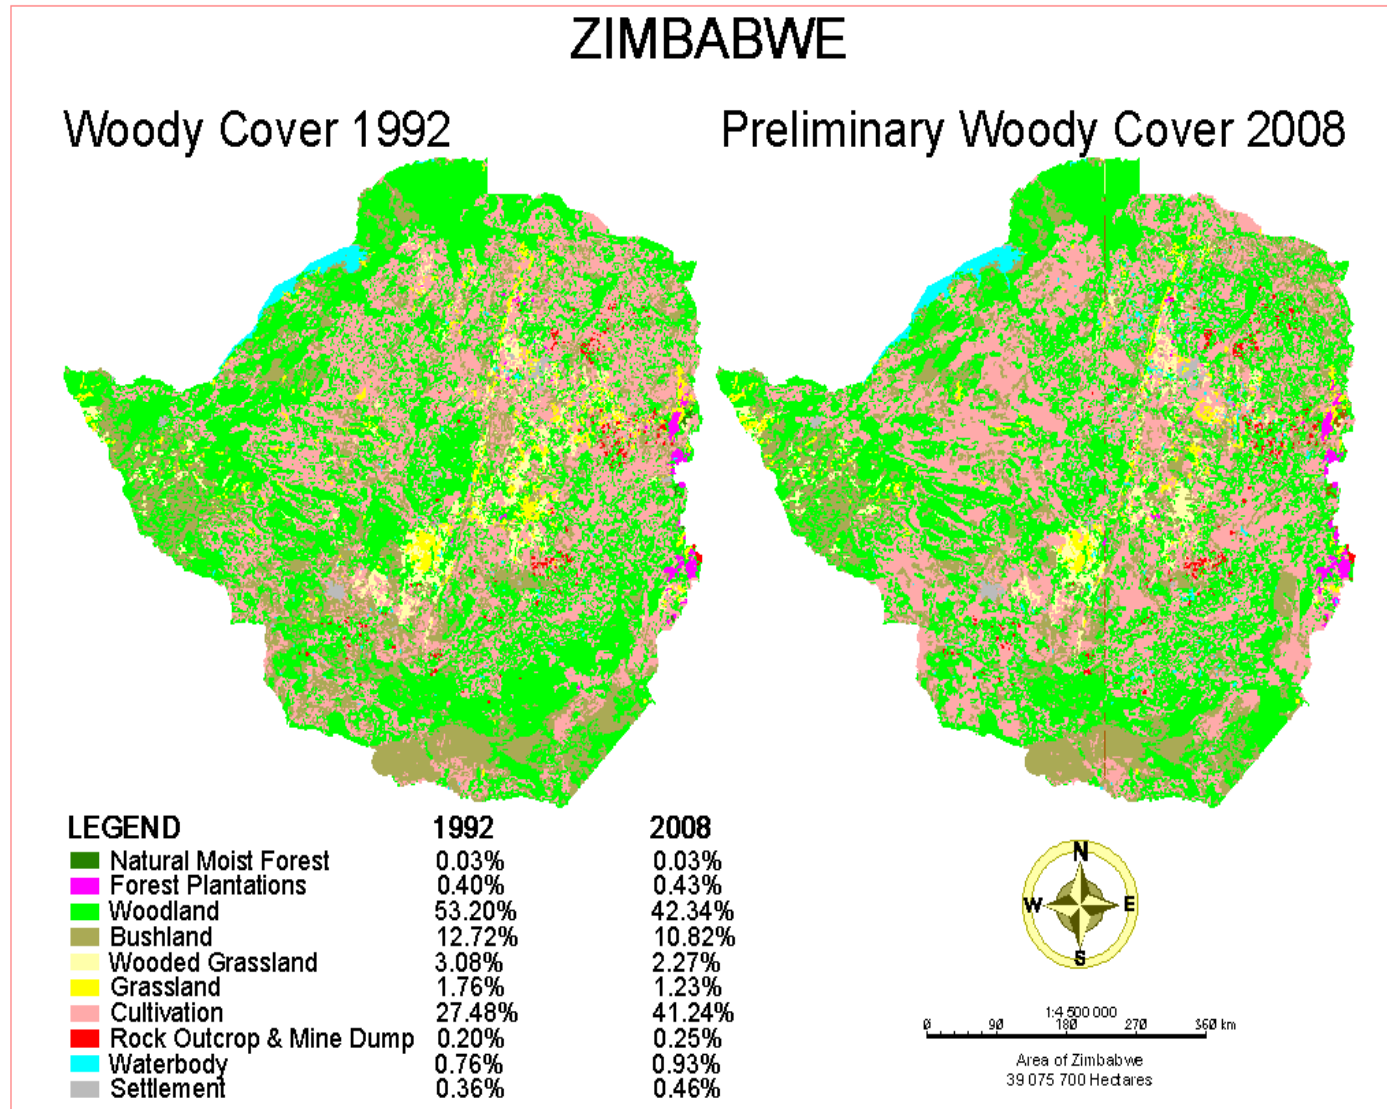 ZIMBABWE
Woody Cover 1992
Preliminary Woody Cover 2008
LEGEND 1992 2008
Natural Moist Forest 0.03% 0.03%
Forest Plantations 0.40% 0.43%
Woodland 53.20% 42.34%
Bushland 12.72% 10.82%
Wooded Grassland 3.08% 2.27%
Grassland 1.76% 1.23%
Cultivation 27.48% 41.24%
Rock Outcrop & Mine Dump 0.20% 0.25%
Waterbody 0.76% 0.93%
Settlement 0.36% 0.46%
N
W E
S
1:4 500 000
0 90 180 270 360 km
Area of Zimbabwe
39 075 700 Hectares